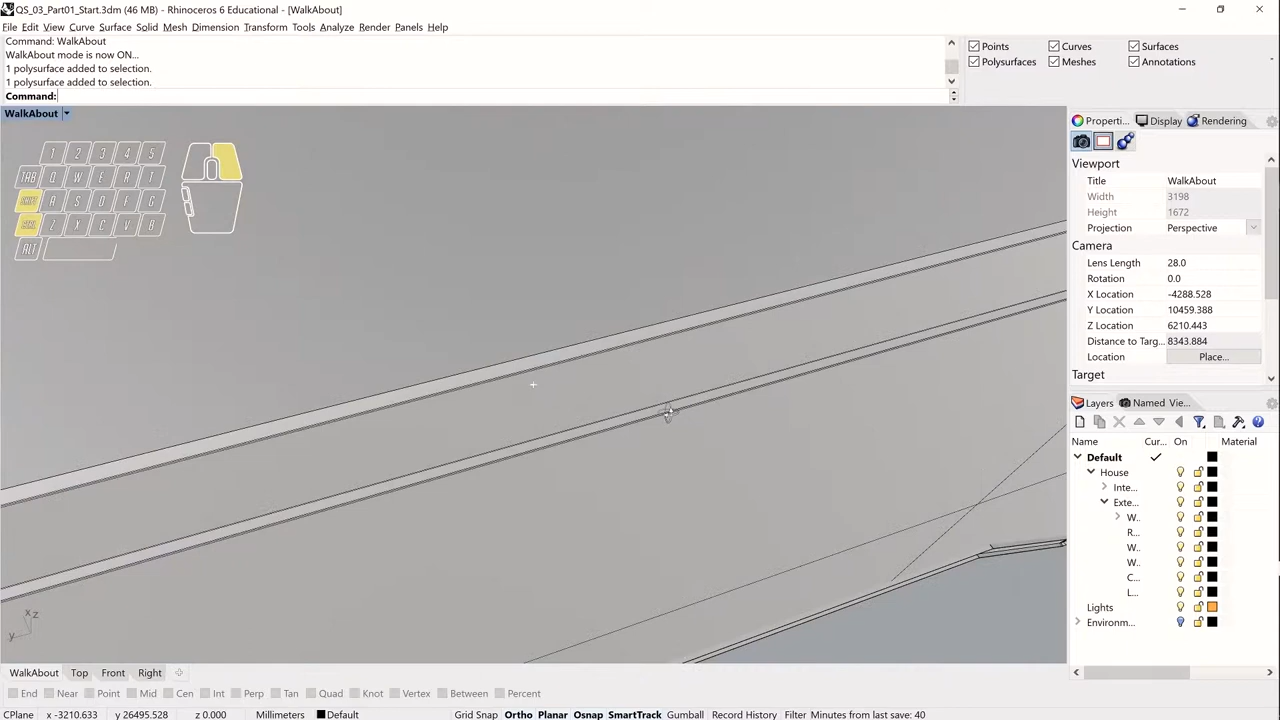 QS_03_Part01_Start.3dm (46 MB) - Rhinoceros 6 Educational - [WalkAbout]
File Edit View Curve Surface Solid Mesh Dimension Transform Tools Analyze Render Panels Help
Command: WalkAbout
WalkAbout mode is now ON...
1 polysurface added to selection.
1 polysurface added to selection.
Command:
Points Curves Surfaces
Polysurfaces Meshes Annotations
WalkAbout
1 2 3 4 5
TAB Q W E R T
SHIFT A S D F G
CTRL Z X C V B
ALT
x z
y
Properti... Display Rendering
Viewport
Title WalkAbout
Width 3198
Height 1672
Projection Perspective
Camera
Lens Length 28.0
Rotation 0.0
X Location -4288.528
Y Location 10459.388
Z Location 6210.443
Distance to Targ... 8343.884
Location Place...
Target
Layers Named Vie...
Name Cur... On Material
Default
House
Inte...
Exte...
W..
R...
W..
W..
C...
L...
Lights
Environm...
WalkAbout Top Front Right
End Near Point Mid Cen Int Perp Tan Quad Knot Vertex Between Percent
CPlane x -3210.633 y 26495.528 z 0.000 Millimeters Default Grid Snap Ortho Planar Osnap SmartTrack Gumball Record History Filter Minutes from last save: 40